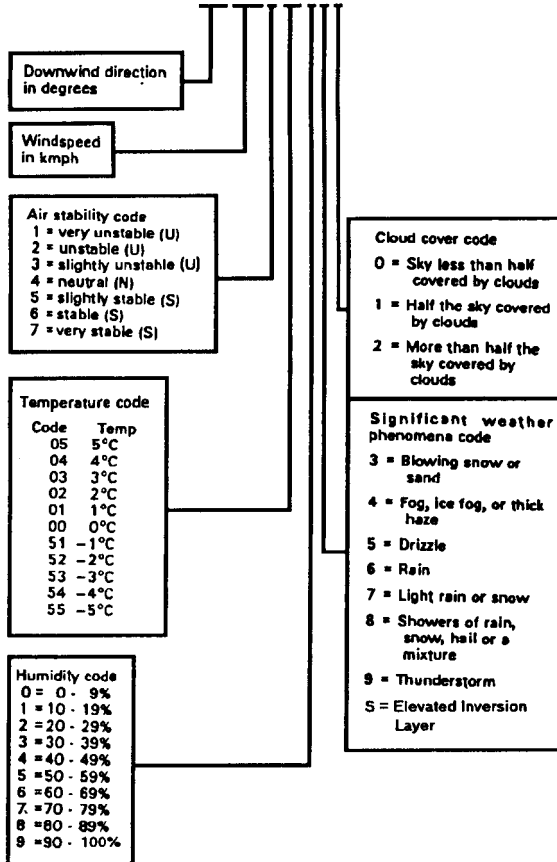 Downwind direction
in degrees
Windspeed
in kmph
Air stability code
1 = very unstable (U)
2 = unstable (U)
3 = slightly unstable (U)
4 = neutral (N)
5 = slightly stable (S)
6 = stable (S)
7 = very stable (S)
Temperature code
Code Temp
05 5°C
04 4°C
03 3°C
02 2°C
01 1°C
00 0°C
51 –1°C
52 –2°C
53 –3°C
54 –4°C
55 –5°C
Humidity code
0 = 0 - 9%
1 = 10 - 19%
2 = 20 - 29%
3 = 30 - 39%
4 = 40 - 49%
5 = 50 - 59%
6 = 60 - 69%
7 = 70 - 79%
8 = 80 - 89%
9 = 90 - 100%
Cloud cover code
0 = Sky less than half
covered by clouds
1 = Half the sky covered
by clouds
2 = More than half the
sky covered by
clouds
Significant weather
phenomena code
3 = Blowing snow or
sand
4 = Fog, ice fog, or thick
haze
5 = Drizzle
6 = Rain
7 = Light rain or snow
8 = Showers of rain,
snow, hail or a
mixture
9 = Thunderstorm
S = Elevated Inversion
Layer